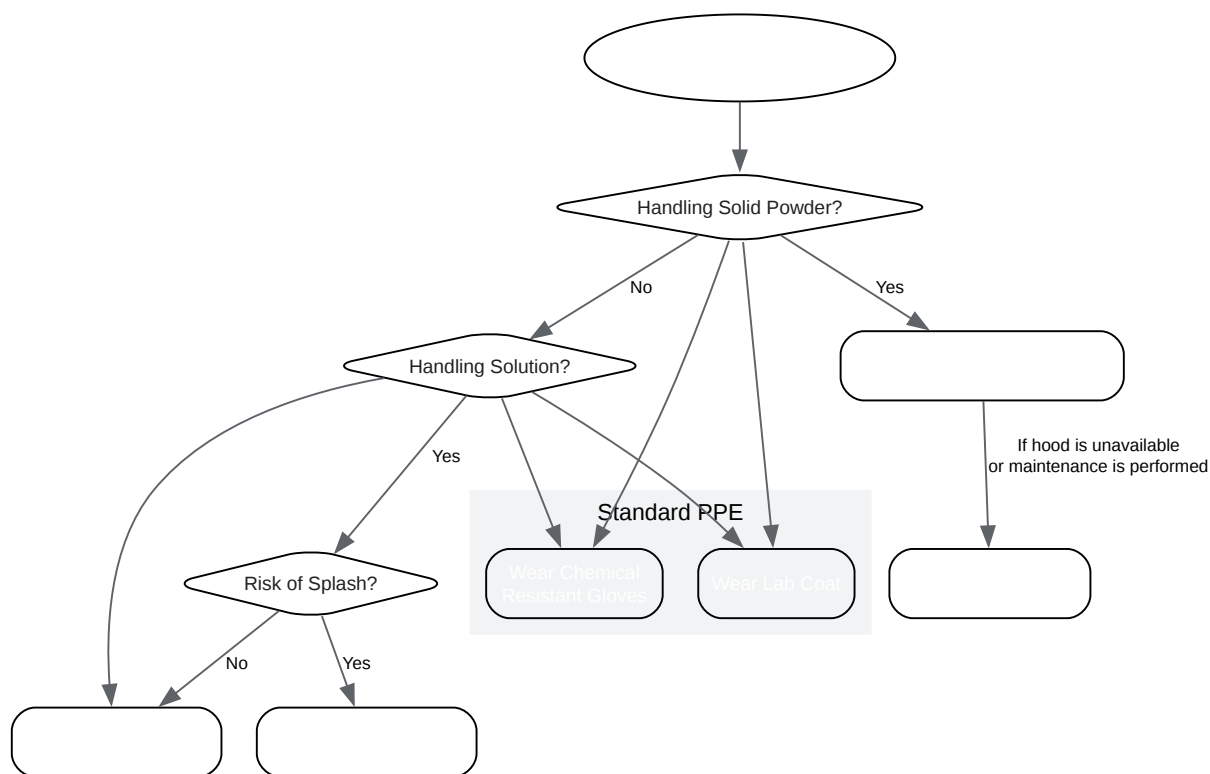 Handling Solid Powder?
No
Yes
Handling Solution?
If hood is unavailable
or maintenance is performed
Yes
Standard PPE
Wear Chemical
Resistant Gloves
Wear Lab Coat
Risk of Splash?
No
Yes